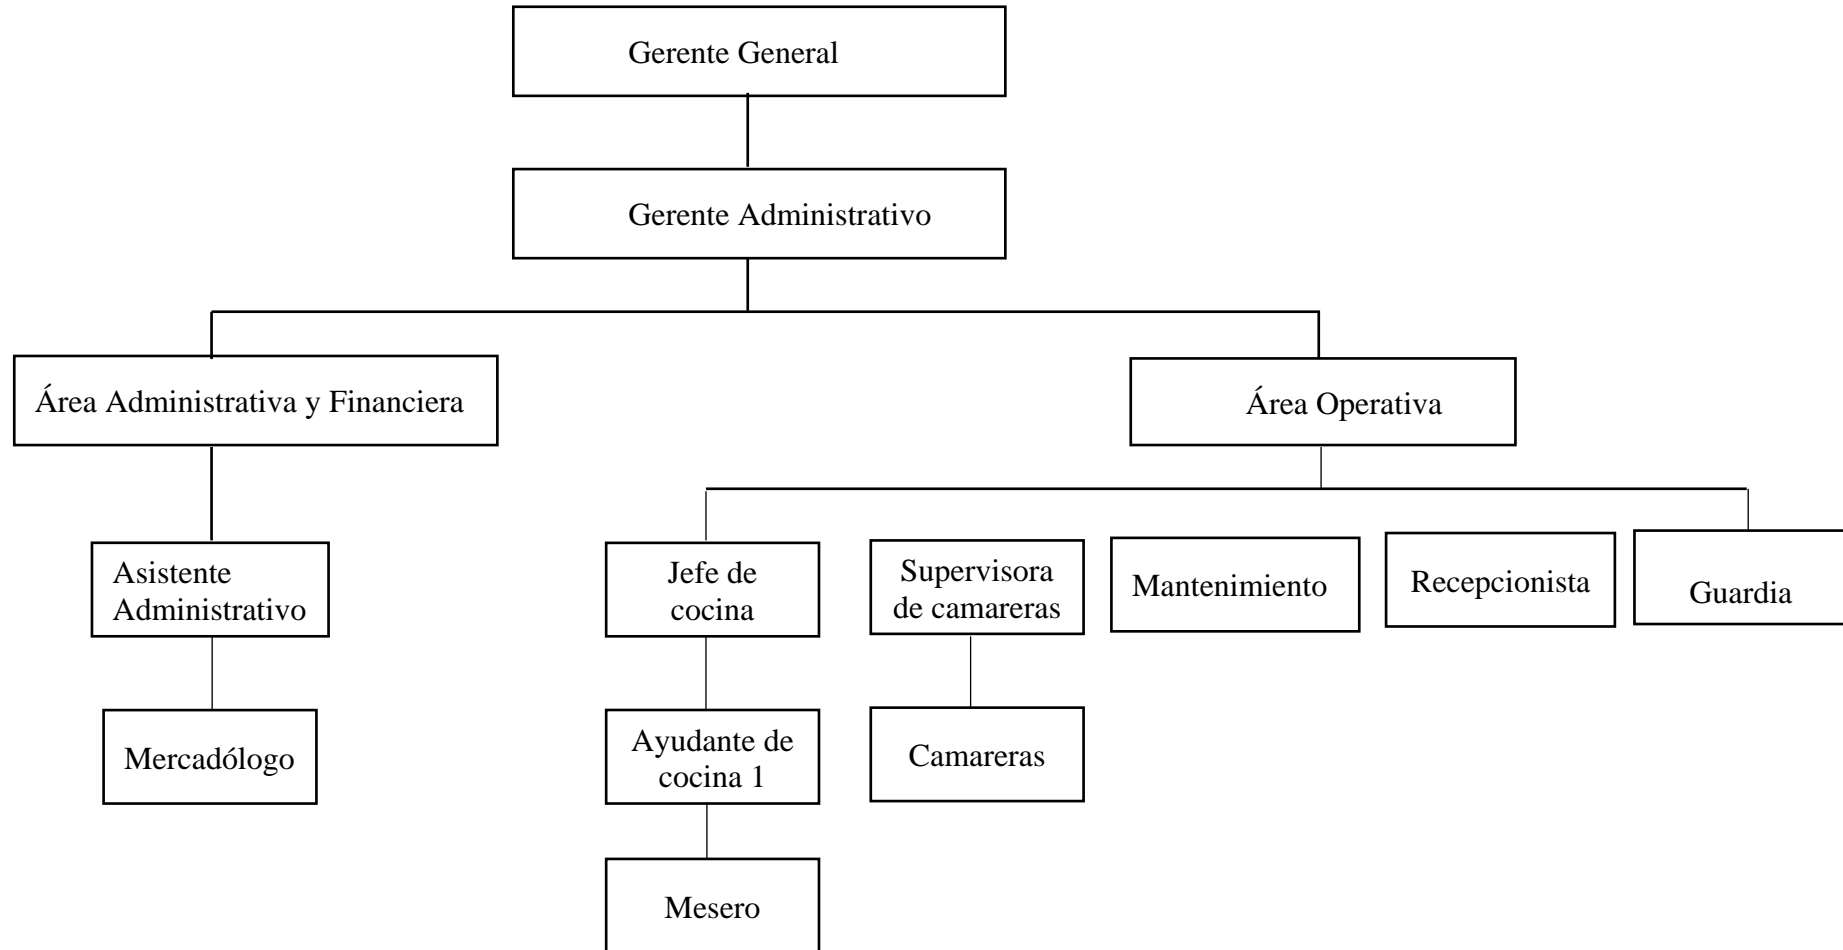 Gerente General
Gerente Administrativo
Área Administrativa y Financiera
Área Operativa
Asistente
Administrativo
Jefe de
cocina
Supervisora
de camareras
Mantenimiento
Recepcionista
Guardia
Mercadólogo
Ayudante de
cocina 1
Camareras
Mesero